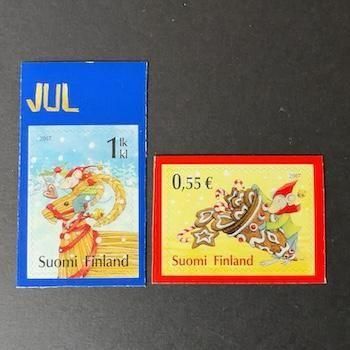 JUL
2007
1 lk
kl
Suomi Finland
0,55 €
2007
Suomi Finland